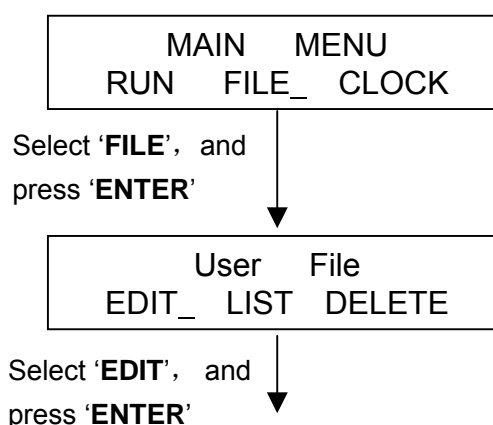 MAIN MENU
RUN FILE_ CLOCK
Select ‘FILE’, and
press ‘ENTER’
User File
EDIT_ LIST DELETE
Select ‘EDIT’, and
press ‘ENTER’